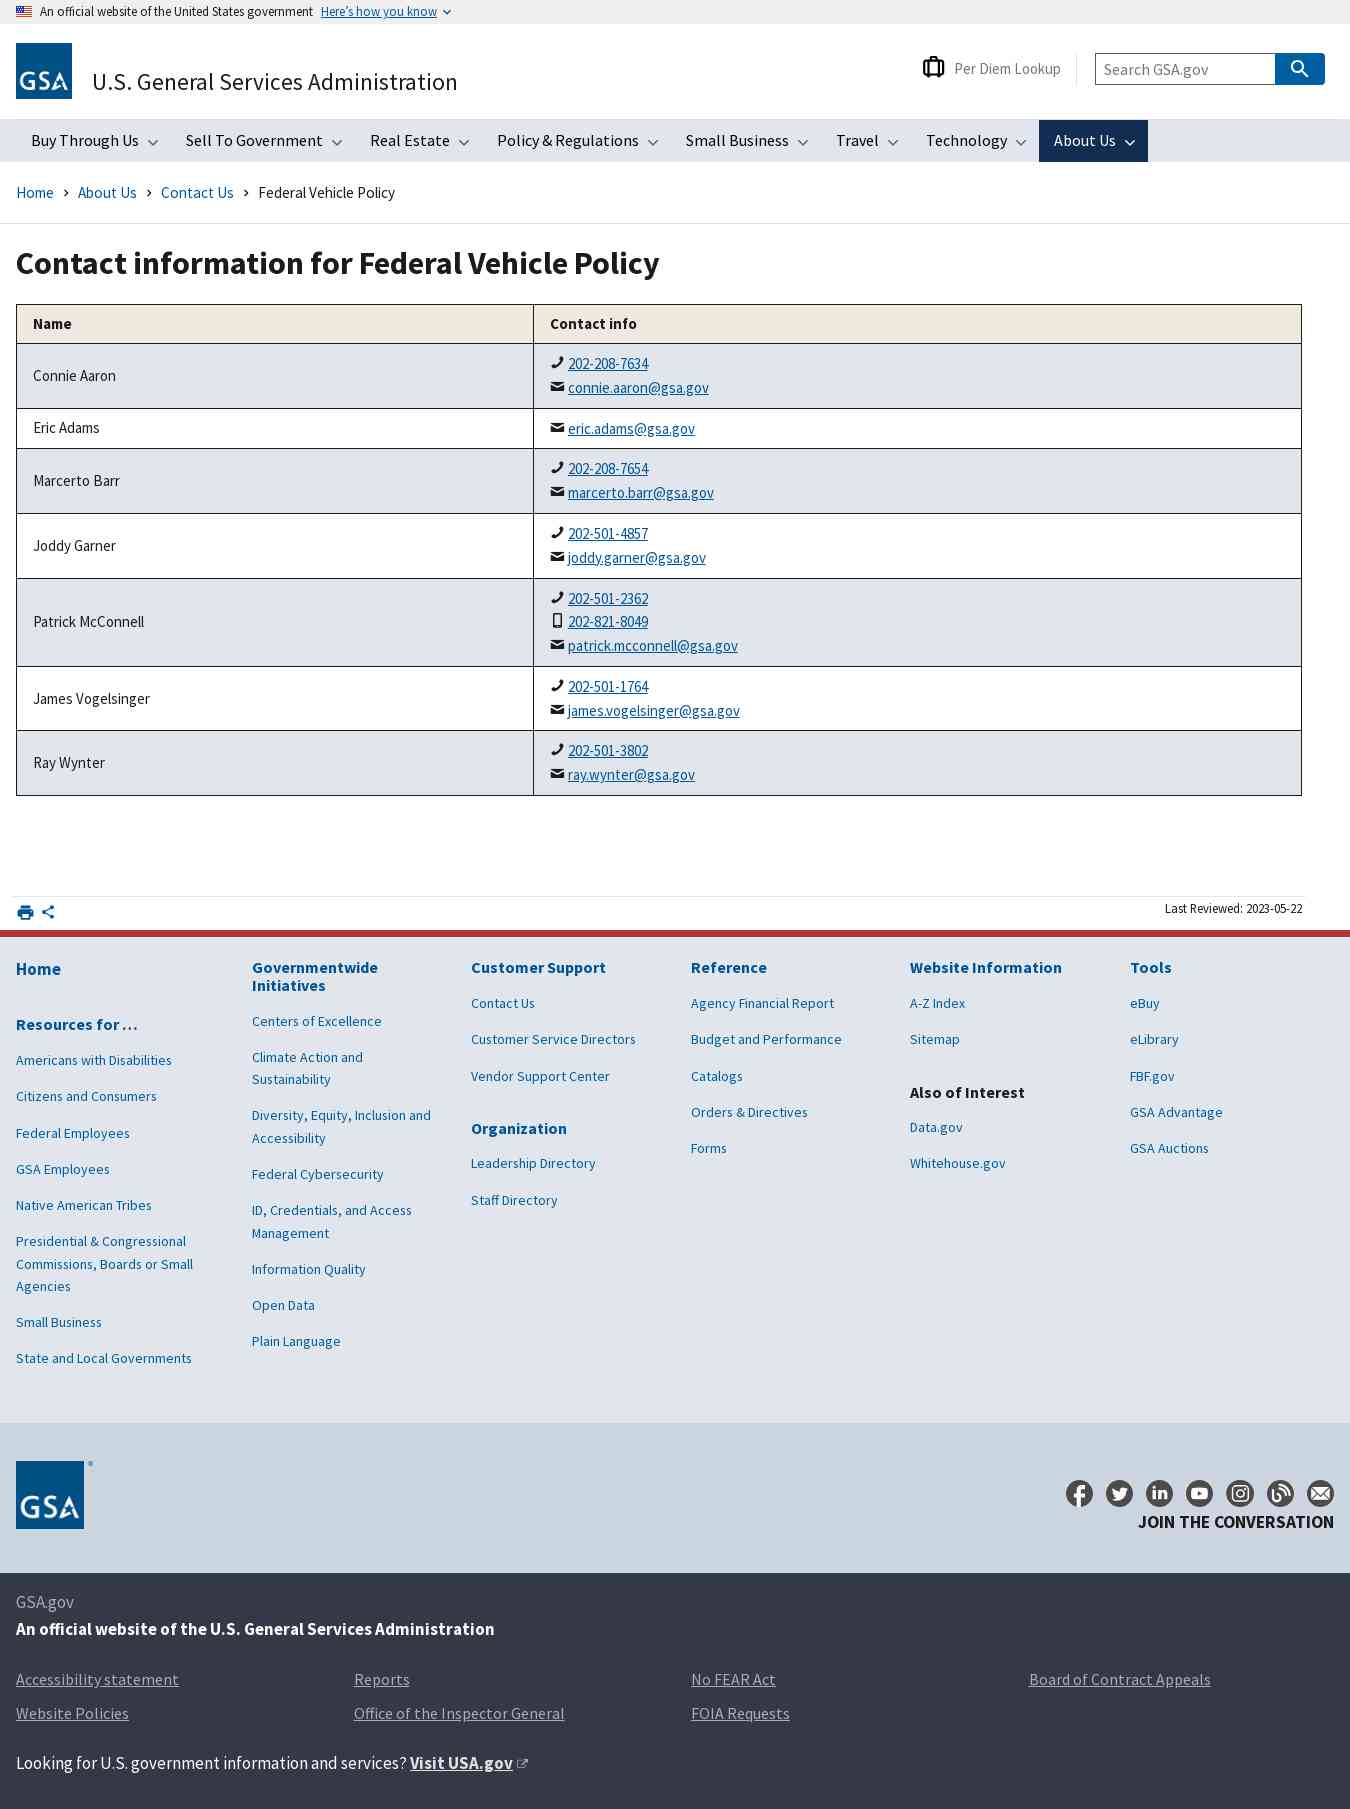 An official website of the United States government Here's how you know
GSA
U.S. General Services Administration
Per Diem Lookup
Search GSA.gov
Buy Through Us Sell To Government Real Estate Policy & Regulations Small Business Travel Technology About Us
Home About Us Contact Us Federal Vehicle Policy
Contact information for Federal Vehicle Policy
Name Contact info
Connie Aaron
202-208-7634
connie.aaron@gsa.gov
Eric Adams
eric.adams@gsa.gov
Marcerto Barr
202-208-7654
marcerto.barr@gsa.gov
Joddy Garner
202-501-4857
joddy.garner@gsa.gov
Patrick McConnell
202-501-2362
202-821-8049
patrick.mcconnell@gsa.gov
James Vogelsinger
202-501-1764
james.vogelsinger@gsa.gov
Ray Wynter
202-501-3802
ray.wynter@gsa.gov
Last Reviewed: 2023-05-22
Home
Resources for …
Americans with Disabilities
Citizens and Consumers
Federal Employees
GSA Employees
Native American Tribes
Presidential & Congressional
Commissions, Boards or Small
Agencies
Small Business
State and Local Governments
Governmentwide
Initiatives
Centers of Excellence
Climate Action and
Sustainability
Diversity, Equity, Inclusion and
Accessibility
Federal Cybersecurity
ID, Credentials, and Access
Management
Information Quality
Open Data
Plain Language
Customer Support
Contact Us
Customer Service Directors
Vendor Support Center
Organization
Leadership Directory
Staff Directory
Reference
Agency Financial Report
Budget and Performance
Catalogs
Orders & Directives
Forms
Website Information
A-Z Index
Sitemap
Also of Interest
Data.gov
Whitehouse.gov
Tools
eBuy
eLibrary
FBF.gov
GSA Advantage
GSA Auctions
GSA
JOIN THE CONVERSATION
GSA.gov
An official website of the U.S. General Services Administration
Accessibility statement Reports No FEAR Act Board of Contract Appeals
Website Policies Office of the Inspector General FOIA Requests
Looking for U.S. government information and services? Visit USA.gov